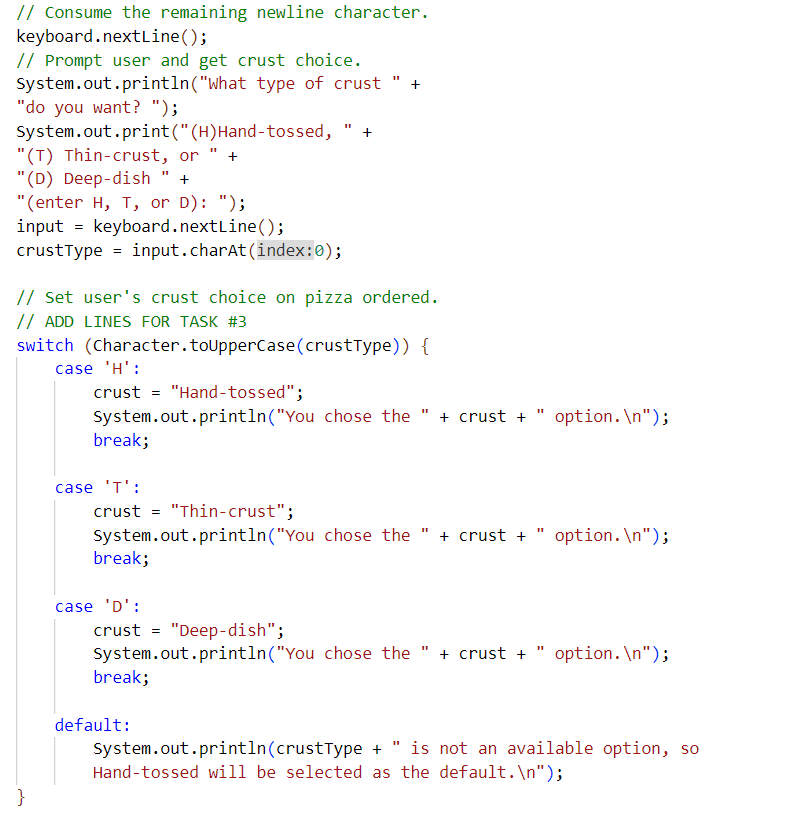 // Consume the remaining newline character.
keyboard.nextLine();
// Prompt user and get crust choice.
System.out.println("What type of crust " +
"do you want? ");
System.out.print("(H)Hand-tossed, " +
"(T) Thin-crust, or " +
"(D) Deep-dish " +
"(enter H, T, or D): ");
input = keyboard.nextLine();
crustType = input.charAt(index:0);

// Set user's crust choice on pizza ordered.
// ADD LINES FOR TASK #3
switch (Character.toUpperCase(crustType)) {
    case 'H':
        crust = "Hand-tossed";
        System.out.println("You chose the " + crust + " option.\n");
        break;

    case 'T':
        crust = "Thin-crust";
        System.out.println("You chose the " + crust + " option.\n");
        break;

    case 'D':
        crust = "Deep-dish";
        System.out.println("You chose the " + crust + " option.\n");
        break;

    default:
        System.out.println(crustType + " is not an available option, so
        Hand-tossed will be selected as the default.\n");
}